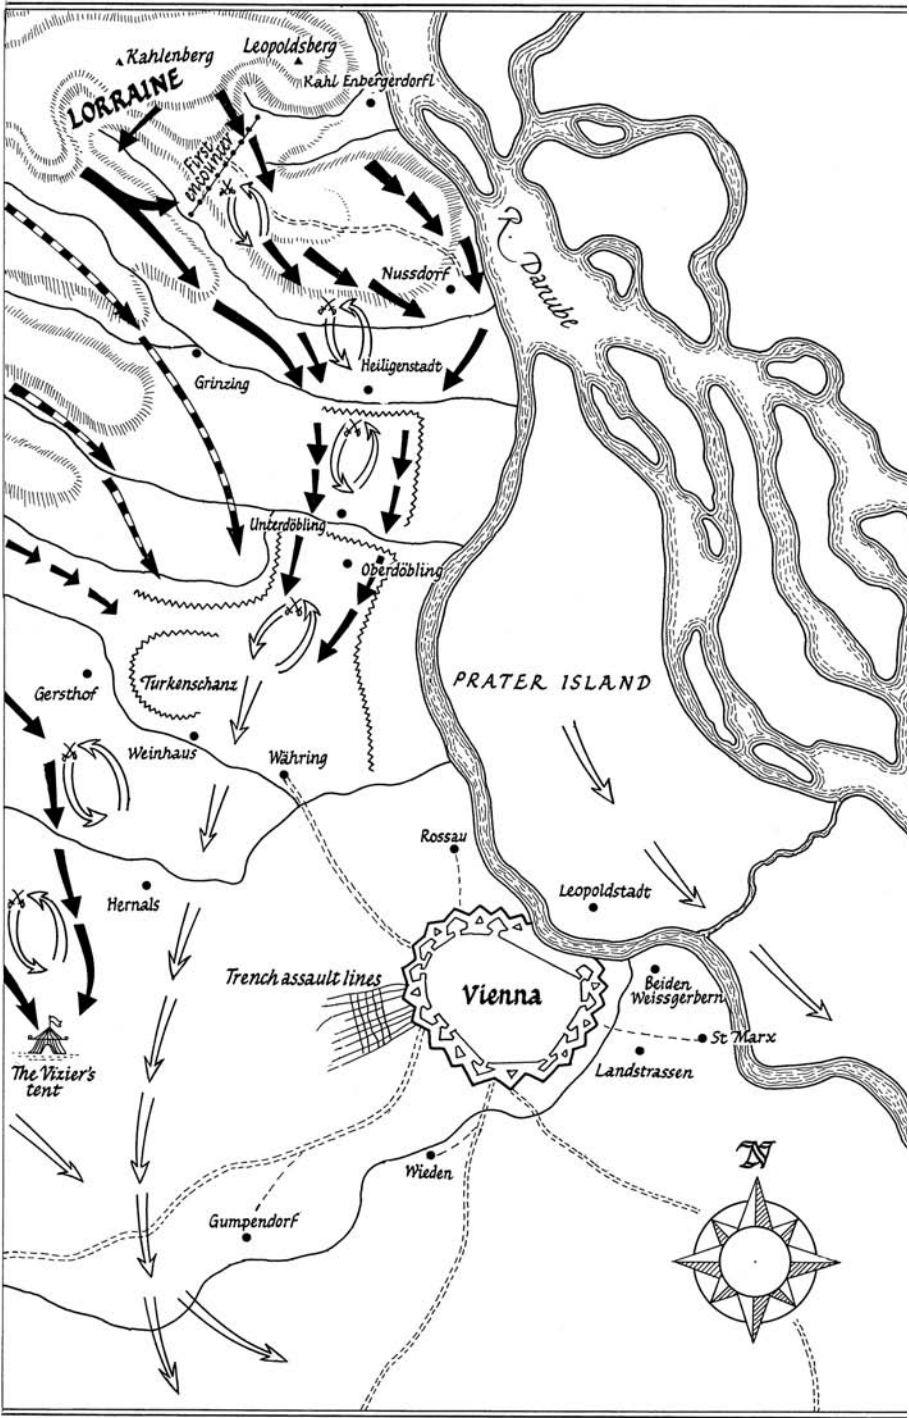 Kahlenberg
Leopoldsberg
LORRAINE
Kahl Enbergerdorfl
First
encounter
R. Danube
Nussdorf
Heiligenstadt
Grinzing
Unterdöbling
Oberdöbling
PRATER ISLAND
Gersthof
Turkenschanz
Weinhaus
Währing
Rossau
Hernals
Leopoldstadt
Trench assault lines
Vienna
Beiden
Weissgerbern
St Marx
Landstrassen
The Vizier's
tent
Wieden
Gumpendorf
N